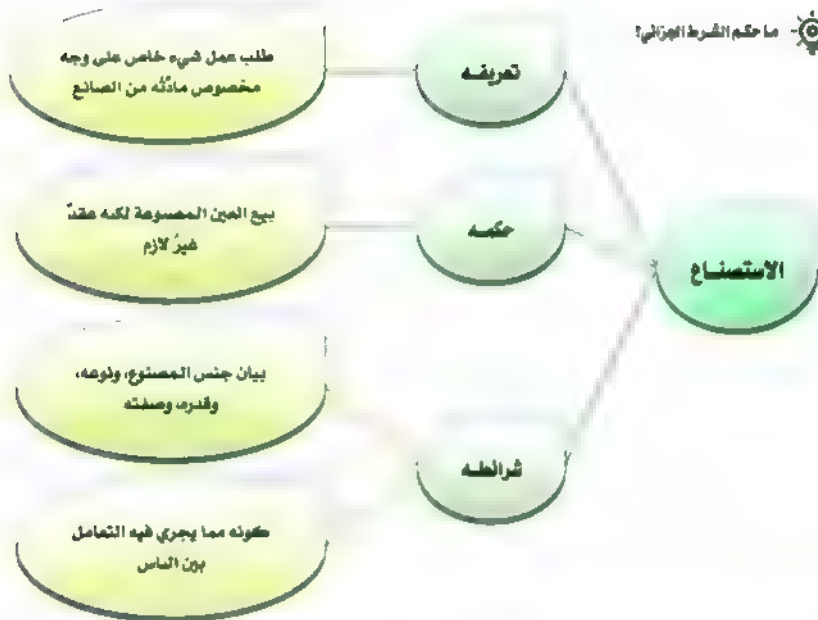 ما حكم الشرط الجزائي؟
الاستصناع
تعريفه
طلب عمل شيء خاص على وجه
مخصوص مادّتُه من الصانع
حكمه
بيع العين المصنوعة لكنه عقدٌ
غيرُ لازم
شرائطه
بيان جنس المصنوع، ونوعه،
وقدره، وصفته
كونه مما يجري فيه التعامل
بين الناس